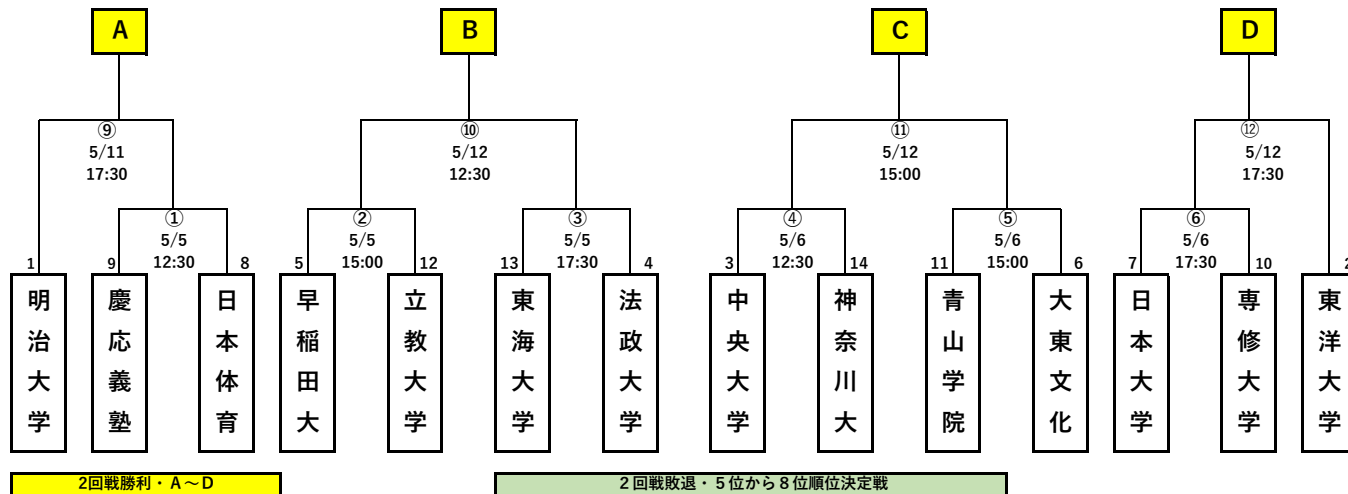 A B C D
⑨ ⑩ ⑪ ⑫
5/11 5/12 5/12 5/12
17:30 12:30 15:00 17:30
① ② ③ ④ ⑤ ⑥
5/5 5/5 5/5 5/6 5/6 5/6
1 9 12:30 8 5 15:00 12 13 17:30 4 3 12:30 14 11 15:00 6 7 17:30 10 2
明治大学
慶応義塾
日本体育
早稲田大
立教大学
東海大学
法政大学
中央大学
神奈川大
青山学院
大東文化
日本大学
専修大学
東洋大学
2回戦勝利・A～D
2回戦敗退・5位から8位順位決定戦